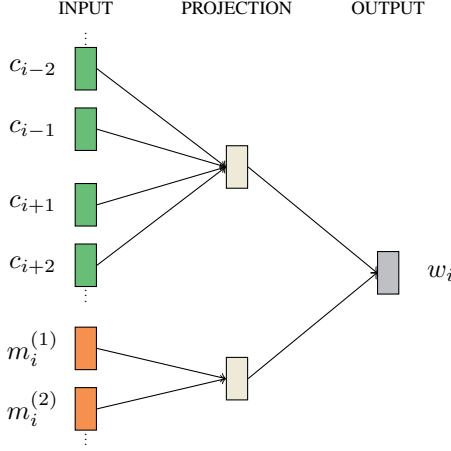 INPUT PROJECTION OUTPUT
⋮
c_{i−2}
c_{i−1}
c_{i+1}
c_{i+2}
w_i
⋮
m_i^{(1)}
m_i^{(2)}
⋮